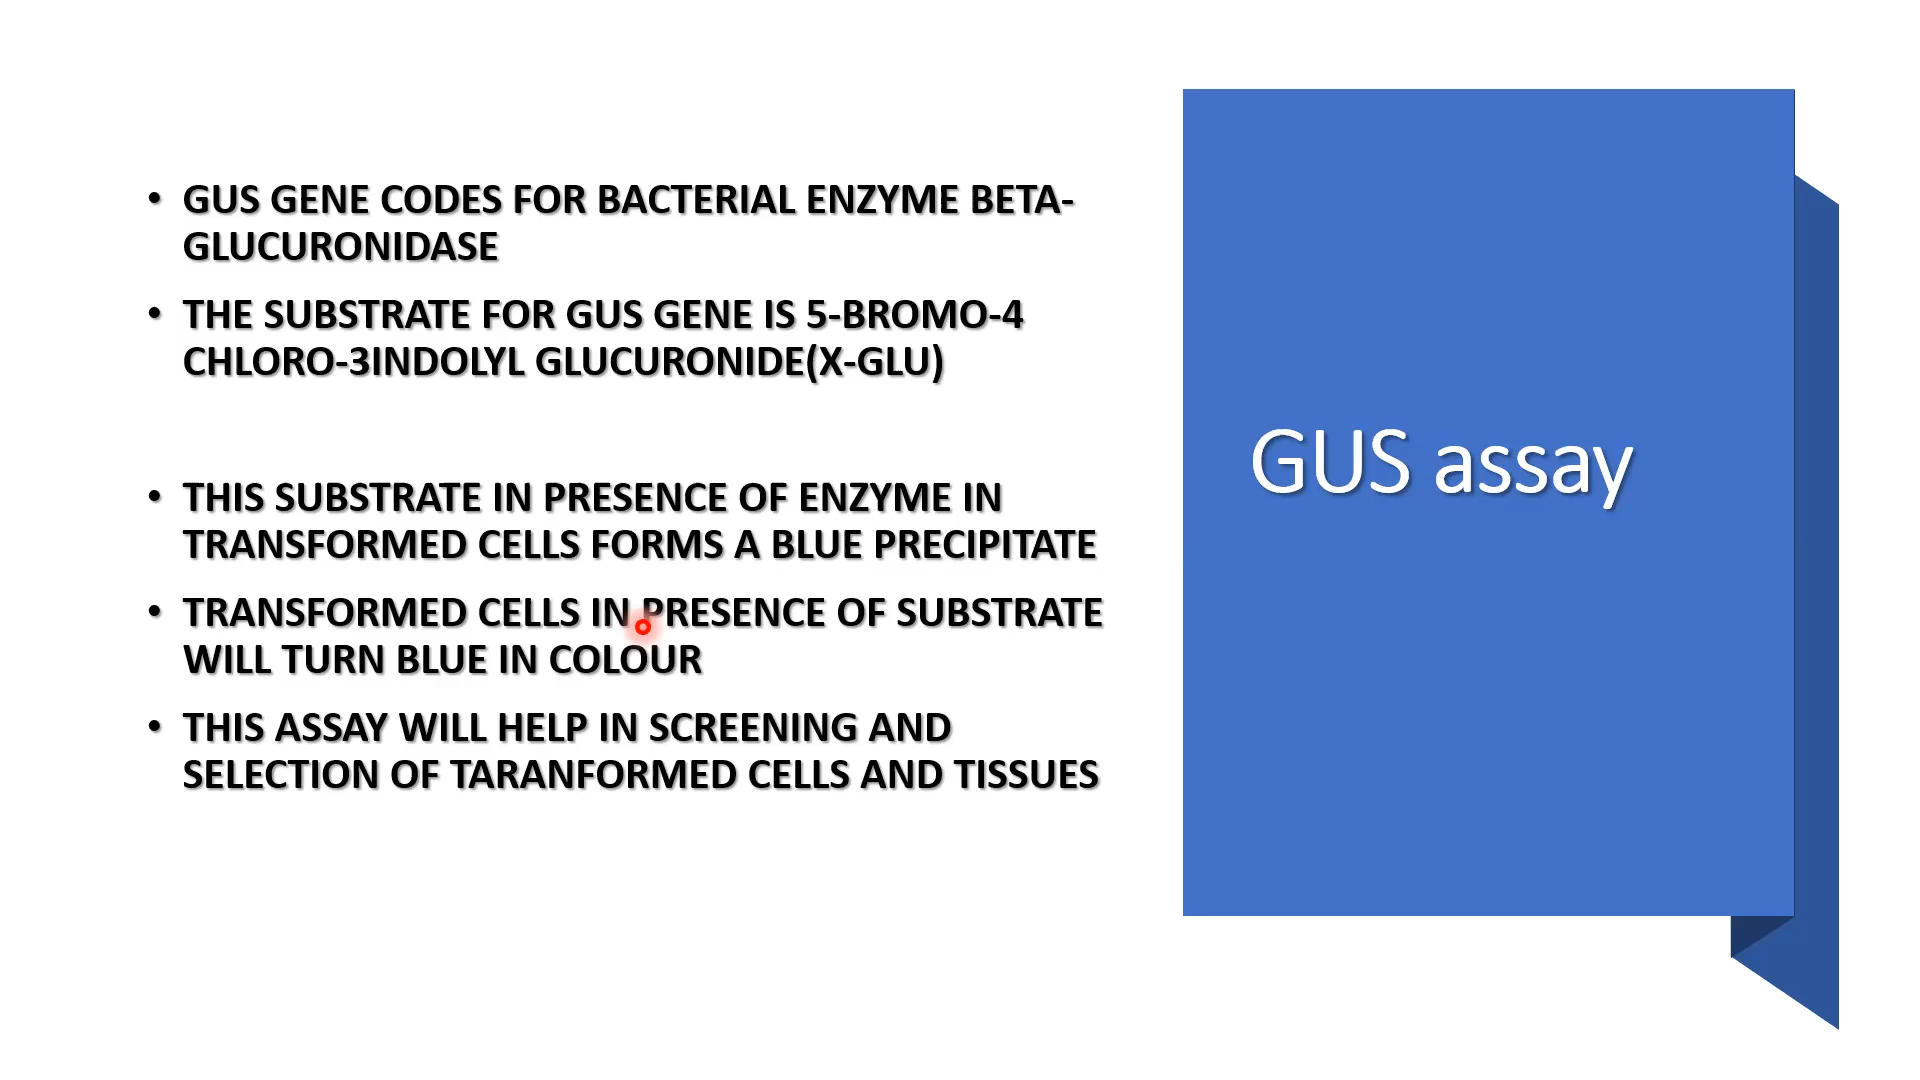 • GUS GENE CODES FOR BACTERIAL ENZYME BETA-
GLUCURONIDASE
• THE SUBSTRATE FOR GUS GENE IS 5-BROMO-4
CHLORO-3INDOLYL GLUCURONIDE(X-GLU)
• THIS SUBSTRATE IN PRESENCE OF ENZYME IN
TRANSFORMED CELLS FORMS A BLUE PRECIPITATE
• TRANSFORMED CELLS IN PRESENCE OF SUBSTRATE
WILL TURN BLUE IN COLOUR
• THIS ASSAY WILL HELP IN SCREENING AND
SELECTION OF TARANFORMED CELLS AND TISSUES
GUS assay